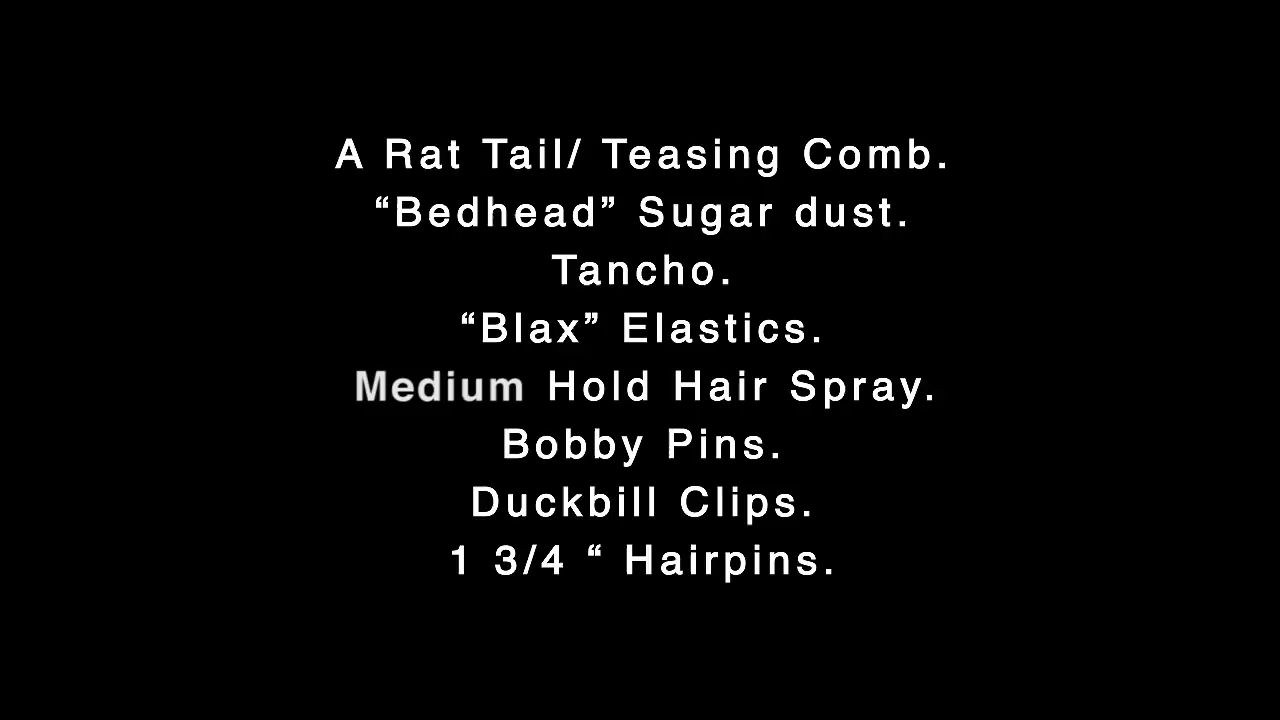 A Rat Tail/ Teasing Comb.
“Bedhead” Sugar dust.
Tancho.
“Blax” Elastics.
Medium Hold Hair Spray.
Bobby Pins.
Duckbill Clips.
1 3/4 “ Hairpins.